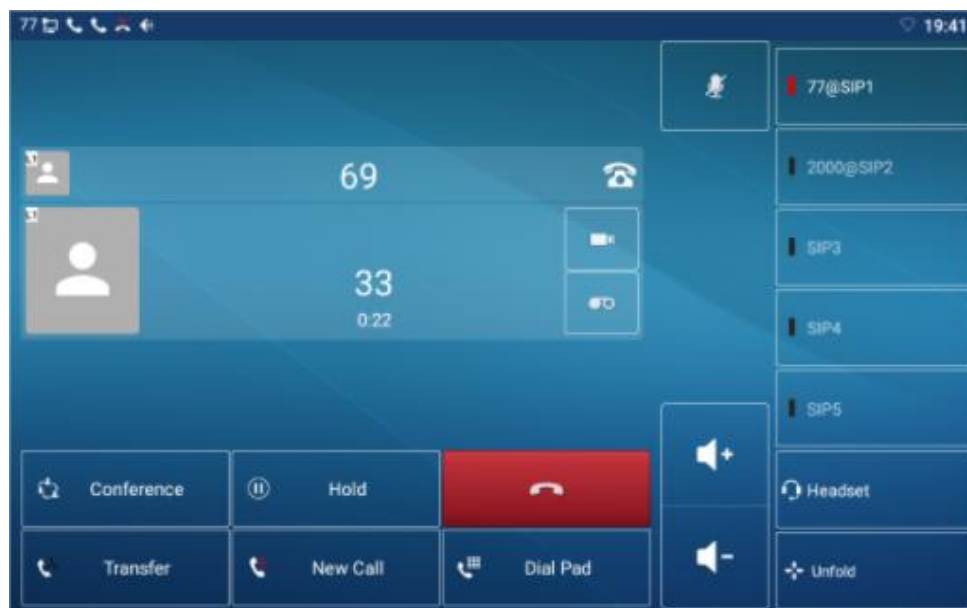 77
19:41
77@SIP1
2000@SIP2
69
SIP3
33
0:22
SIP4
SIP5
Conference
Hold
Headset
Transfer
New Call
Dial Pad
Unfold